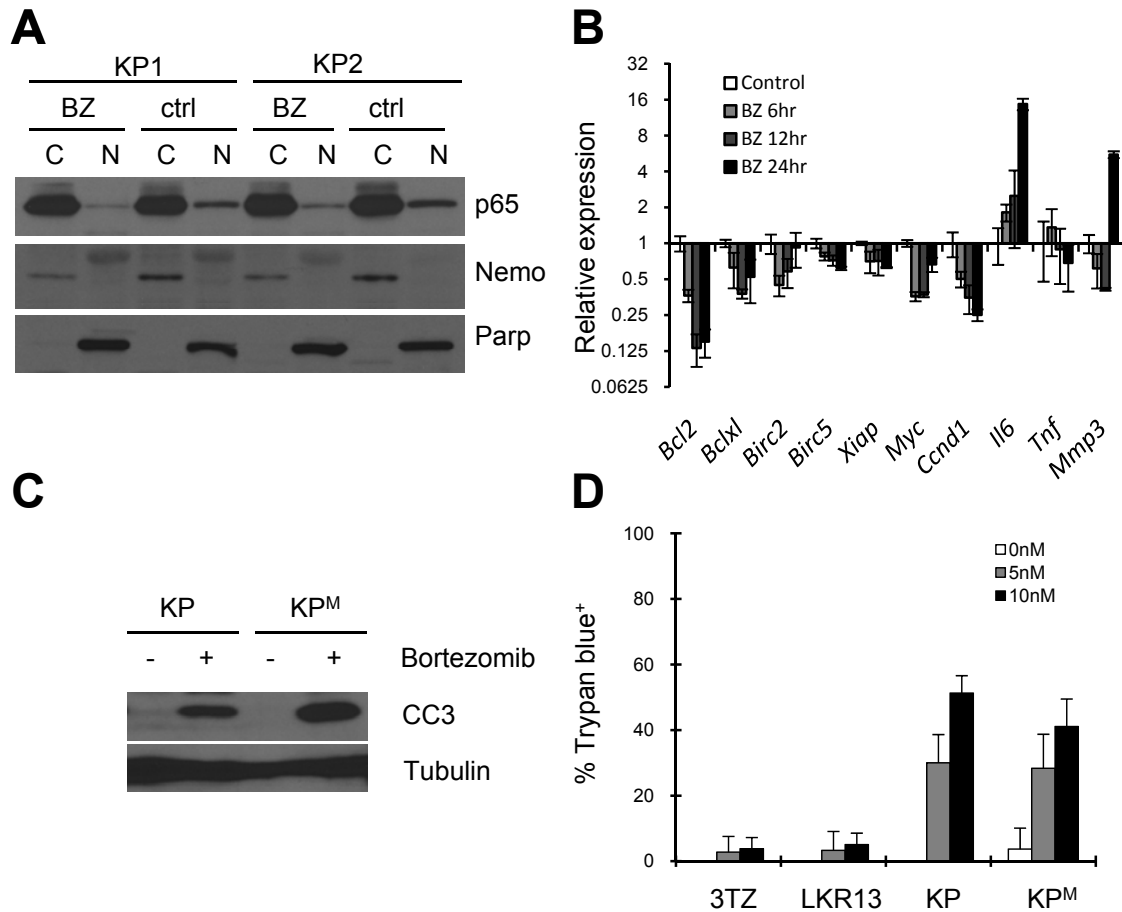 A
KP1 KP2
BZ ctrl BZ ctrl
C N C N C N C N
p65
Nemo
Parp
B
Relative expression
32
16
8
4
2
1
0.5
0.25
0.125
0.0625
Control
BZ 6hr
BZ 12hr
BZ 24hr
Bcl2 Bclxl Birc2 Birc5 Xiap Myc Ccnd1 Il6 Tnf Mmp3
C
KP KPᴹ
- + - + Bortezomib
CC3
Tubulin
D
% Trypan blue⁺
100
80
60
40
20
0
0nM
5nM
10nM
3TZ LKR13 KP KPᴹ